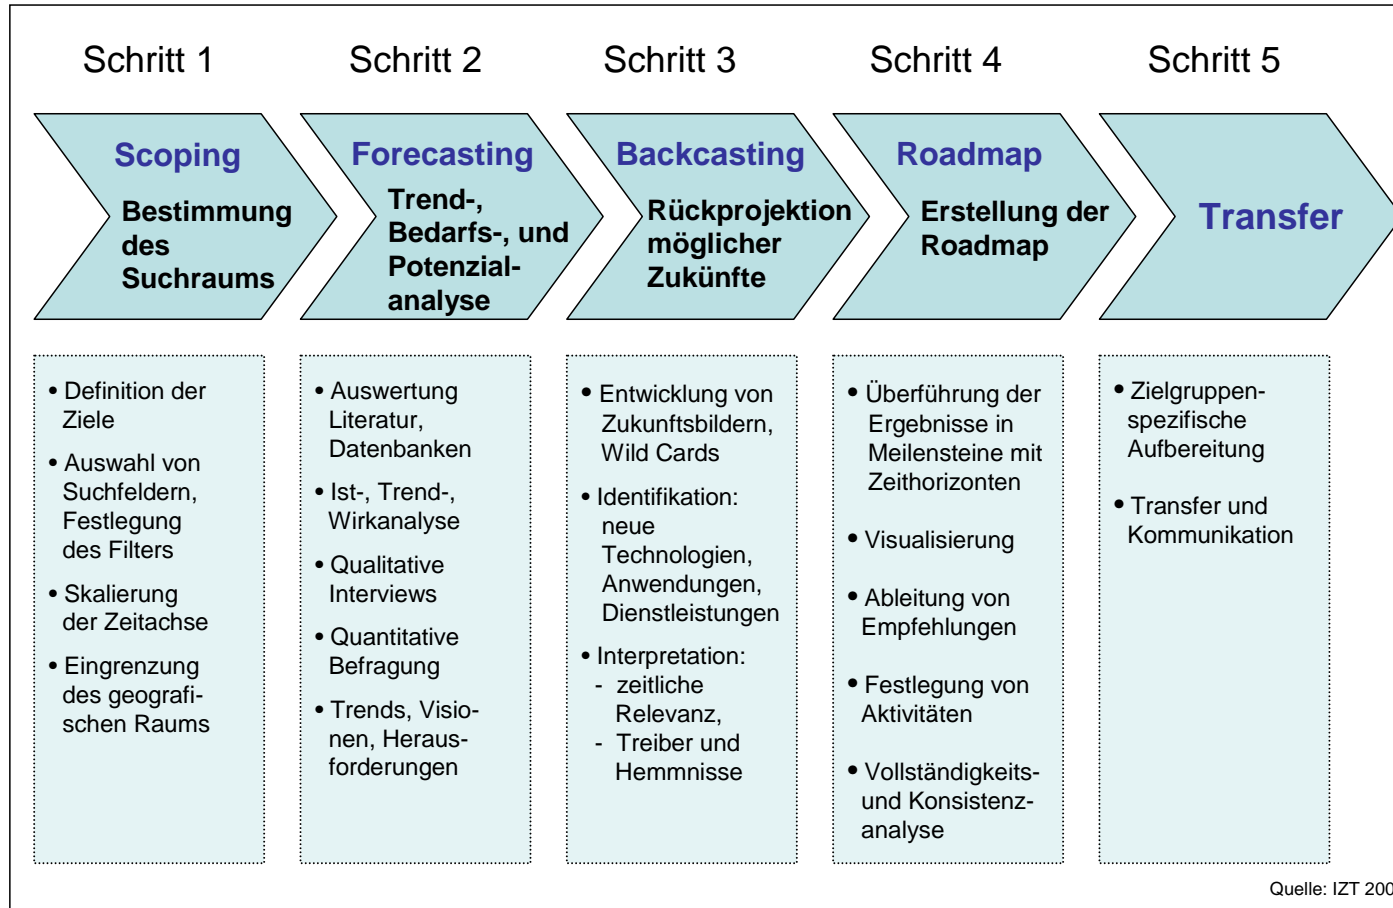 Schritt 1
Schritt 2
Schritt 3
Schritt 4
Schritt 5
Scoping
Bestimmung
des
Suchraums
Forecasting
Trend-,
Bedarfs-, und
Potenzial-
analyse
Backcasting
Rückprojektion
möglicher
Zukünfte
Roadmap
Erstellung der
Roadmap
Transfer
• Definition der
Ziele
• Auswahl von
Suchfeldern,
Festlegung
des Filters
• Skalierung
der Zeitachse
• Eingrenzung
des geografi-
schen Raums
• Auswertung
Literatur,
Datenbanken
• Ist-, Trend-,
Wirkanalyse
• Qualitative
Interviews
• Quantitative
Befragung
• Trends, Visio-
nen, Heraus-
forderungen
• Entwicklung von
Zukunftsbildern,
Wild Cards
• Identifikation:
neue
Technologien,
Anwendungen,
Dienstleistungen
• Interpretation:
- zeitliche
Relevanz,
- Treiber und
Hemmnisse
• Überführung der
Ergebnisse in
Meilensteine mit
Zeithorizonten
• Visualisierung
• Ableitung von
Empfehlungen
• Festlegung von
Aktivitäten
• Vollständigkeits-
und Konsistenz-
analyse
• Zielgruppen-
spezifische
Aufbereitung
• Transfer und
Kommunikation
Quelle: IZT 200